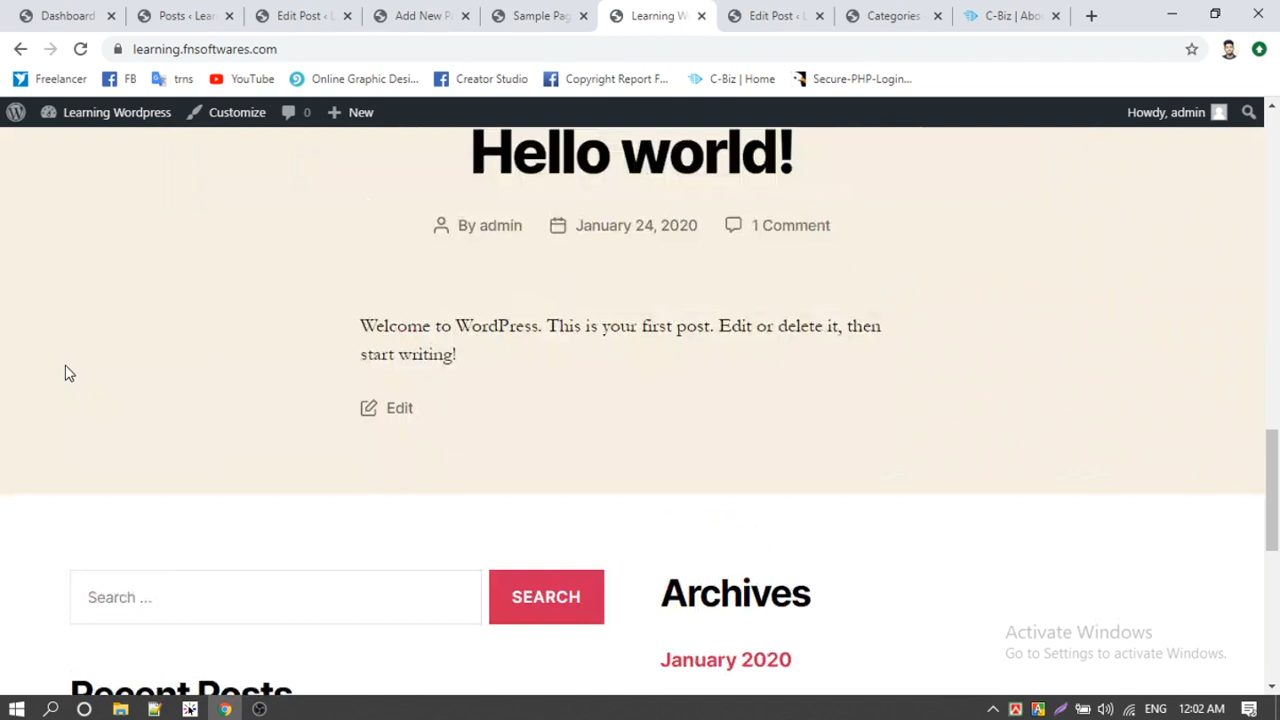 Dashboard
Posts ‹ Lear
Edit Post ‹ L
Add New P
Sample Pag
Learning W
Edit Post ‹ L
Categories
C-Biz | Abo
learning.fnsoftwares.com
Freelancer
FB
trns
YouTube
Online Graphic Desi...
Creator Studio
Copyright Report F...
C-Biz | Home
Secure-PHP-Login...
Learning Wordpress
Customize
0
New
Howdy, admin
Hello world!
By admin
January 24, 2020
1 Comment
Welcome to WordPress. This is your first post. Edit or delete it, then
start writing!
Edit
Search ...
SEARCH
Archives
January 2020
Recent Posts
Activate Windows
Go to Settings to activate Windows.
ENG
12:02 AM